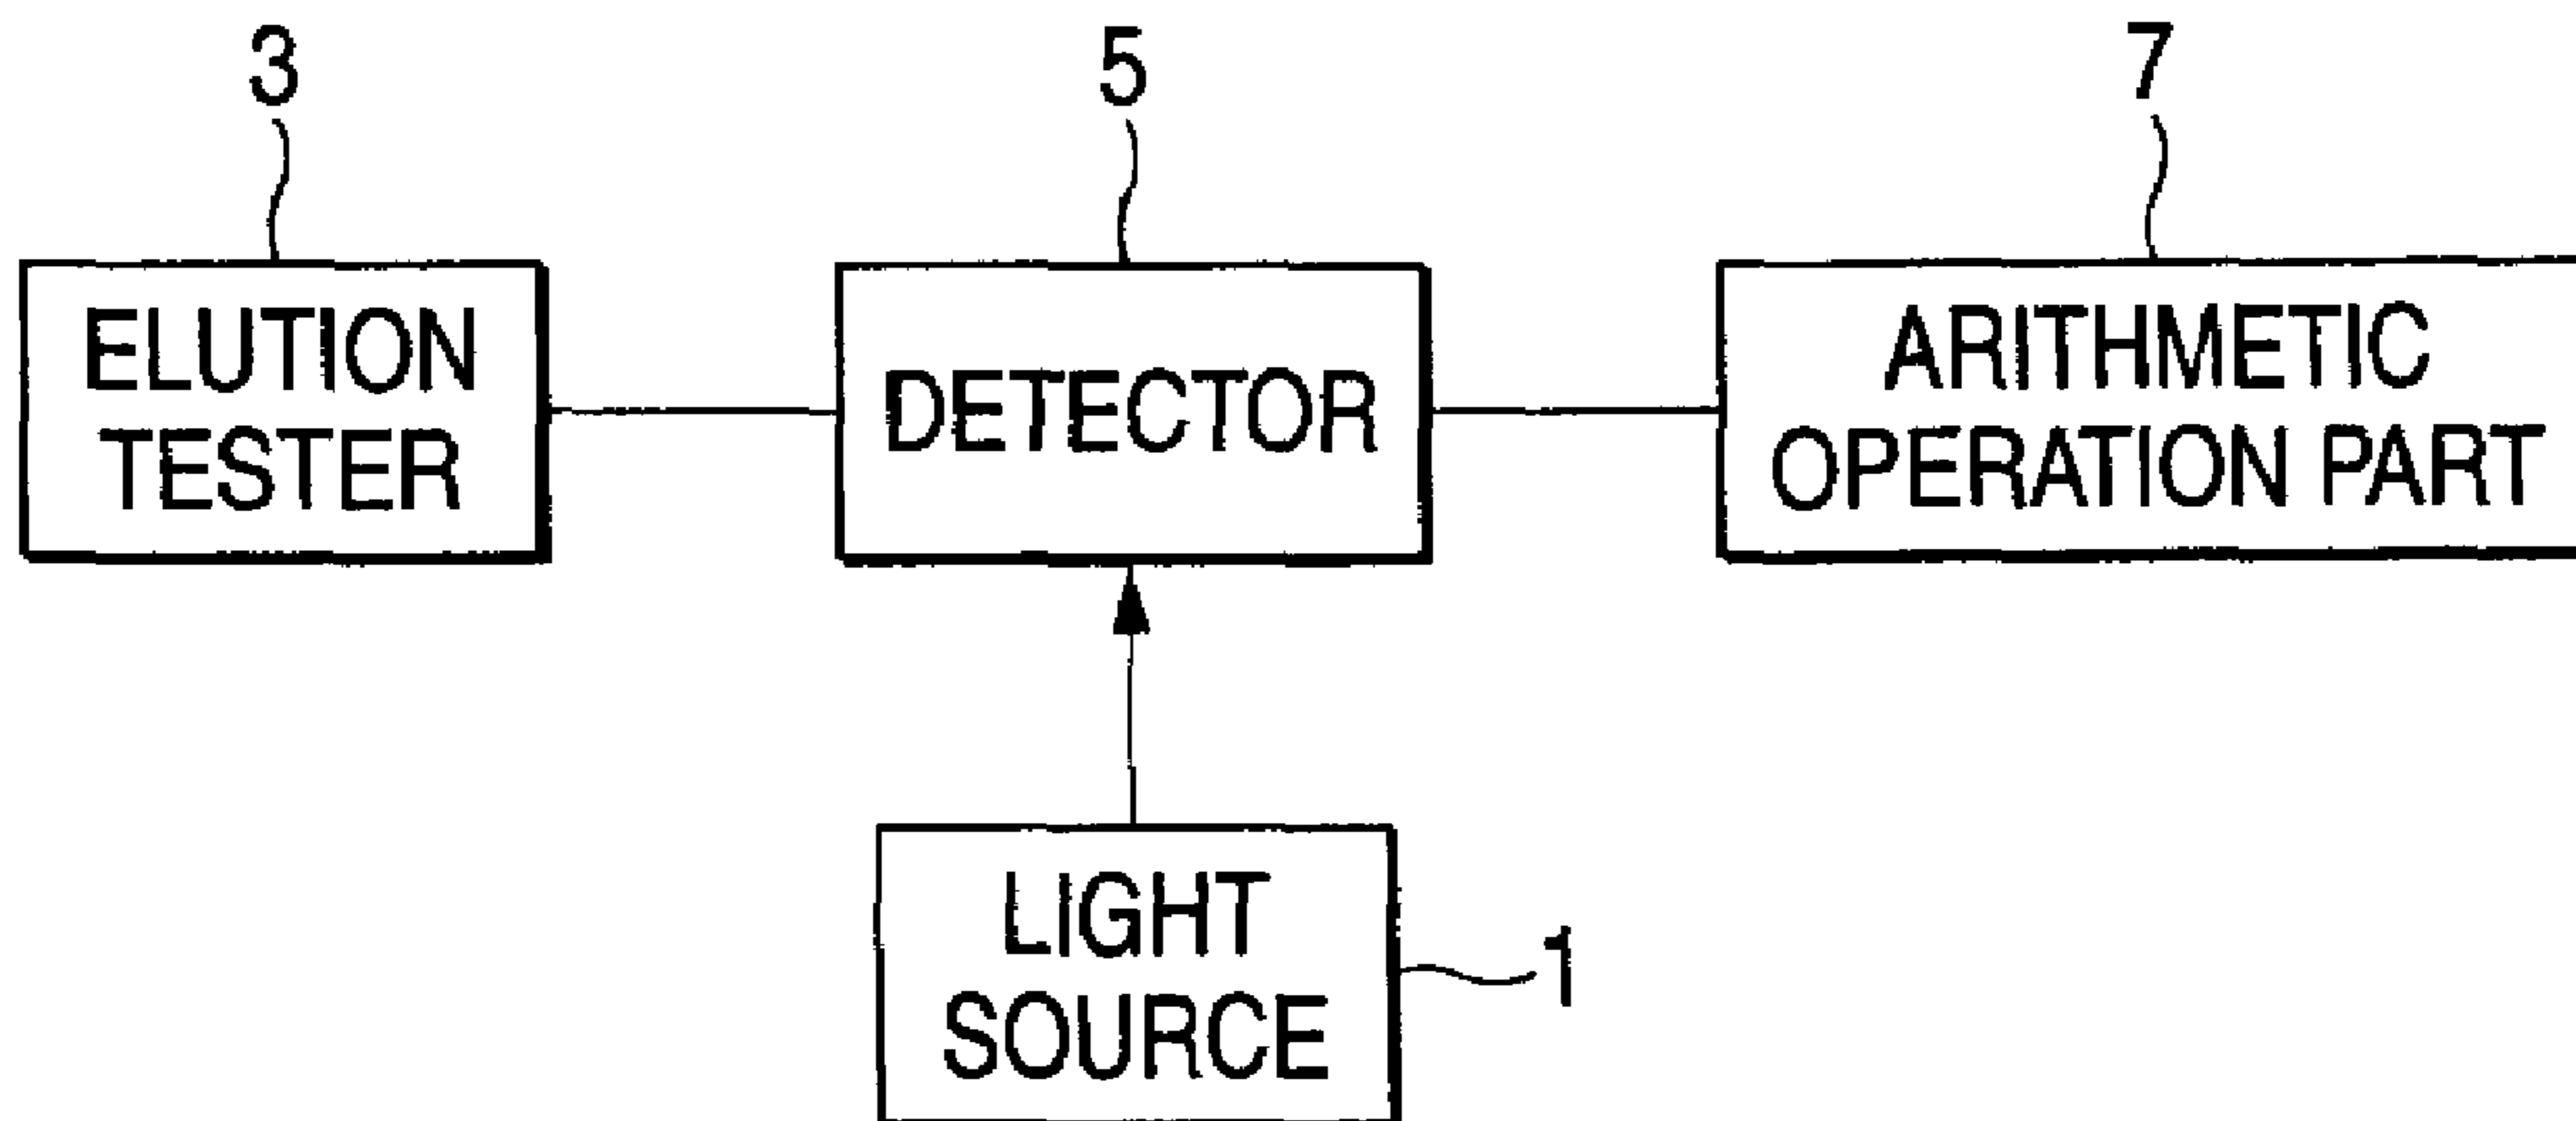 3
5
7
ELUTION
TESTER
DETECTOR
ARITHMETIC
OPERATION PART
LIGHT
SOURCE
1